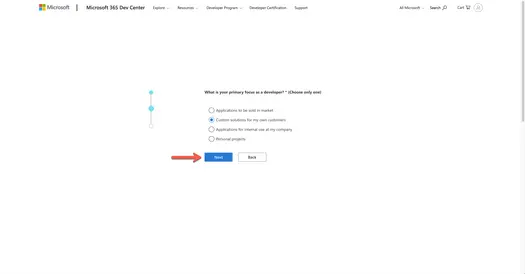 Microsoft Microsoft 365 Dev Center Explore Resources Developer Program Developer Certification Support All Microsoft Search Cart
What is your primary focus as a developer? * (Choose only one)
Applications to be sold in market
Custom solutions for my own customers
Applications for internal use at my company
Personal projects
Next Back